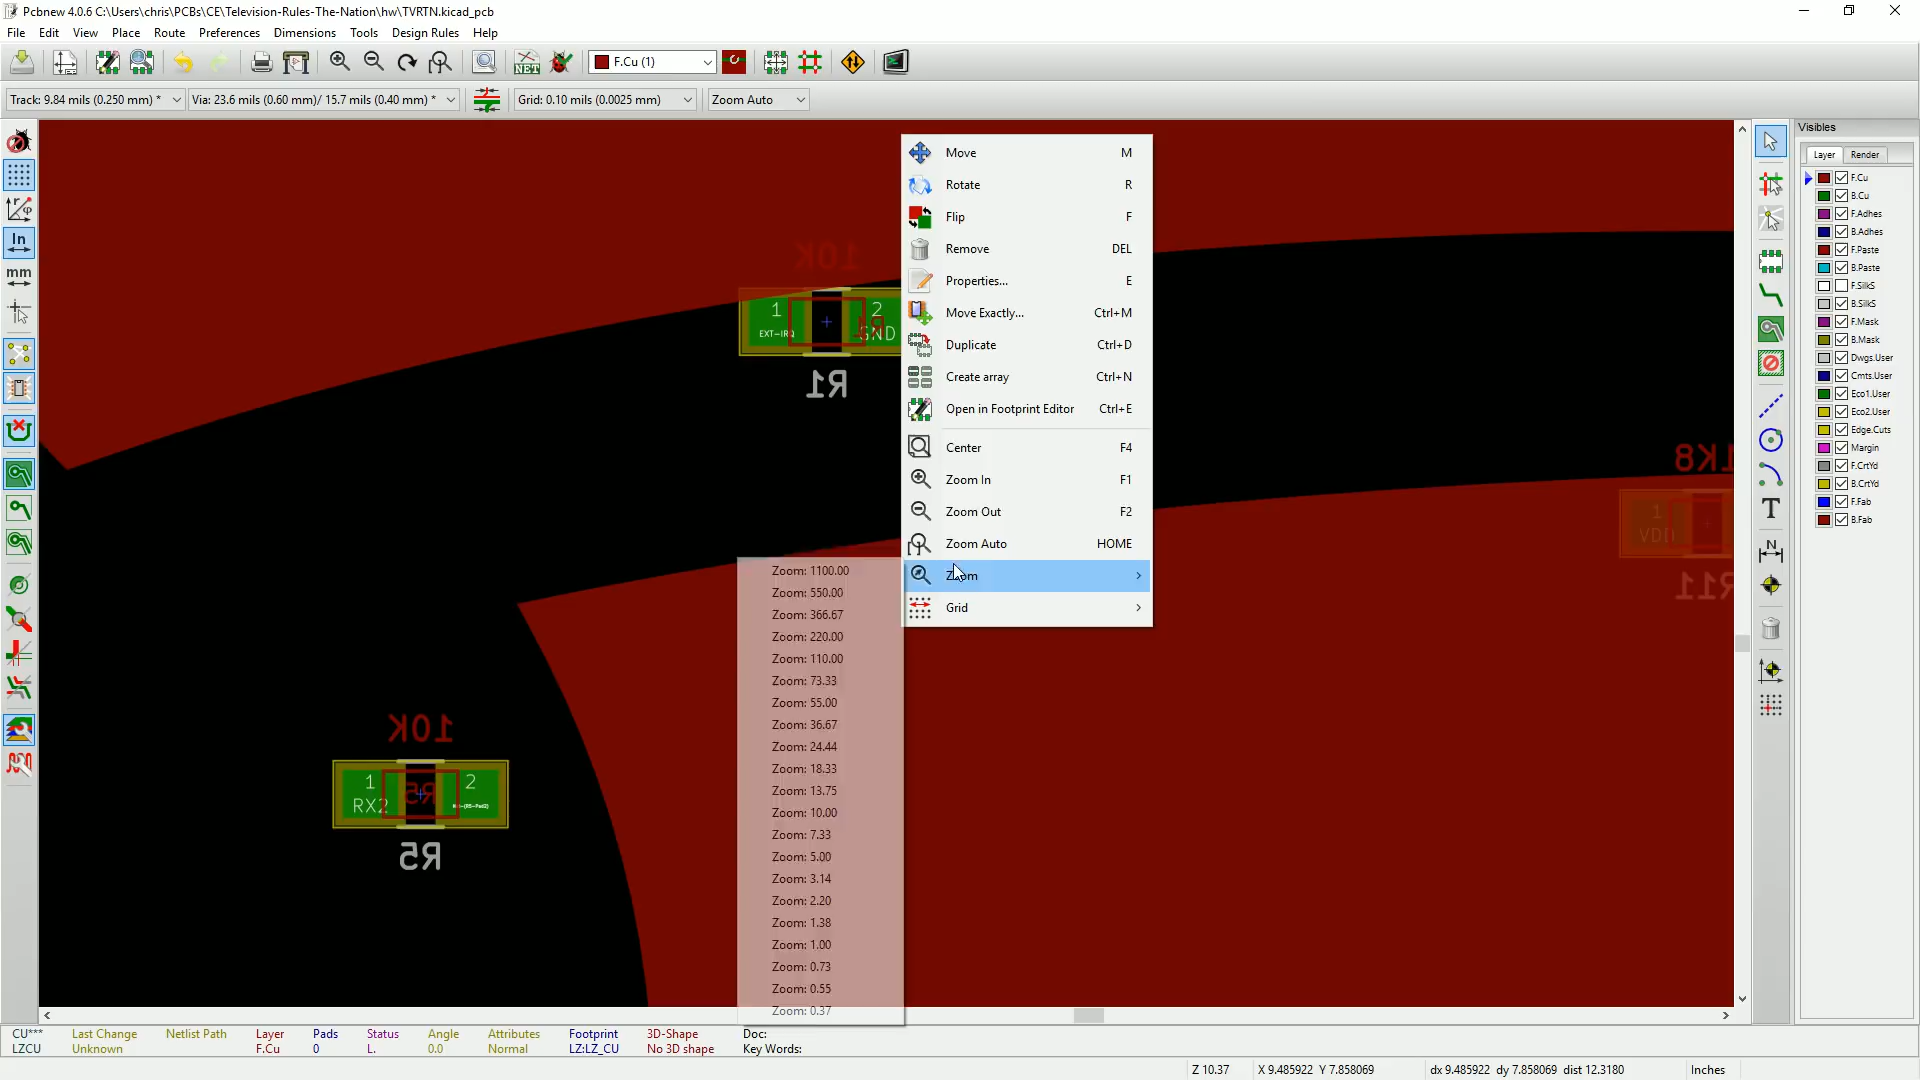 Pcbnew 4.0.6 C:\Users\chris\PCBs\CE\Television-Rules-The-Nation\hw\TVRTN.kicad_pcb
File Edit View Place Route Preferences Dimensions Tools Design Rules Help
NET F.Cu (1)
Track: 9.84 mils (0.250 mm) * Via: 23.6 mils (0.60 mm)/ 15.7 mils (0.40 mm) * Grid: 0.10 mils (0.0025 mm) Zoom Auto
In
mm
10K
1 EXT-IRQ
2 GND
R1
R1
10K
1 RX2
R5
2
R5
1K8
1 VDD
R11
Move M
Rotate R
Flip F
Remove DEL
Properties... E
Move Exactly... Ctrl+M
Duplicate Ctrl+D
Create array Ctrl+N
Open in Footprint Editor Ctrl+E
Center F4
Zoom In F1
Zoom Out F2
Zoom Auto HOME
Zoom
Grid
Zoom: 1100.00
Zoom: 550.00
Zoom: 366.67
Zoom: 220.00
Zoom: 110.00
Zoom: 73.33
Zoom: 55.00
Zoom: 36.67
Zoom: 24.44
Zoom: 18.33
Zoom: 13.75
Zoom: 10.00
Zoom: 7.33
Zoom: 5.00
Zoom: 3.14
Zoom: 2.20
Zoom: 1.38
Zoom: 1.00
Zoom: 0.73
Zoom: 0.55
Zoom: 0.37
T
N
Visibles
Layer Render
F.Cu
B.Cu
F.Adhes
B.Adhes
F.Paste
B.Paste
F.SilkS
B.SilkS
F.Mask
B.Mask
Dwgs.User
Cmts.User
Eco1.User
Eco2.User
Edge.Cuts
Margin
F.CrtYd
B.CrtYd
F.Fab
B.Fab
CU*** Last Change Netlist Path Layer Pads Status Angle Attributes Footprint 3D-Shape Doc:
LZCU Unknown F.Cu 0 L. 0.0 Normal LZ:LZ_CU No 3D shape Key Words:
Z 10.37 X 9.485922 Y 7.858069 dx 9.485922 dy 7.858069 dist 12.3180 Inches